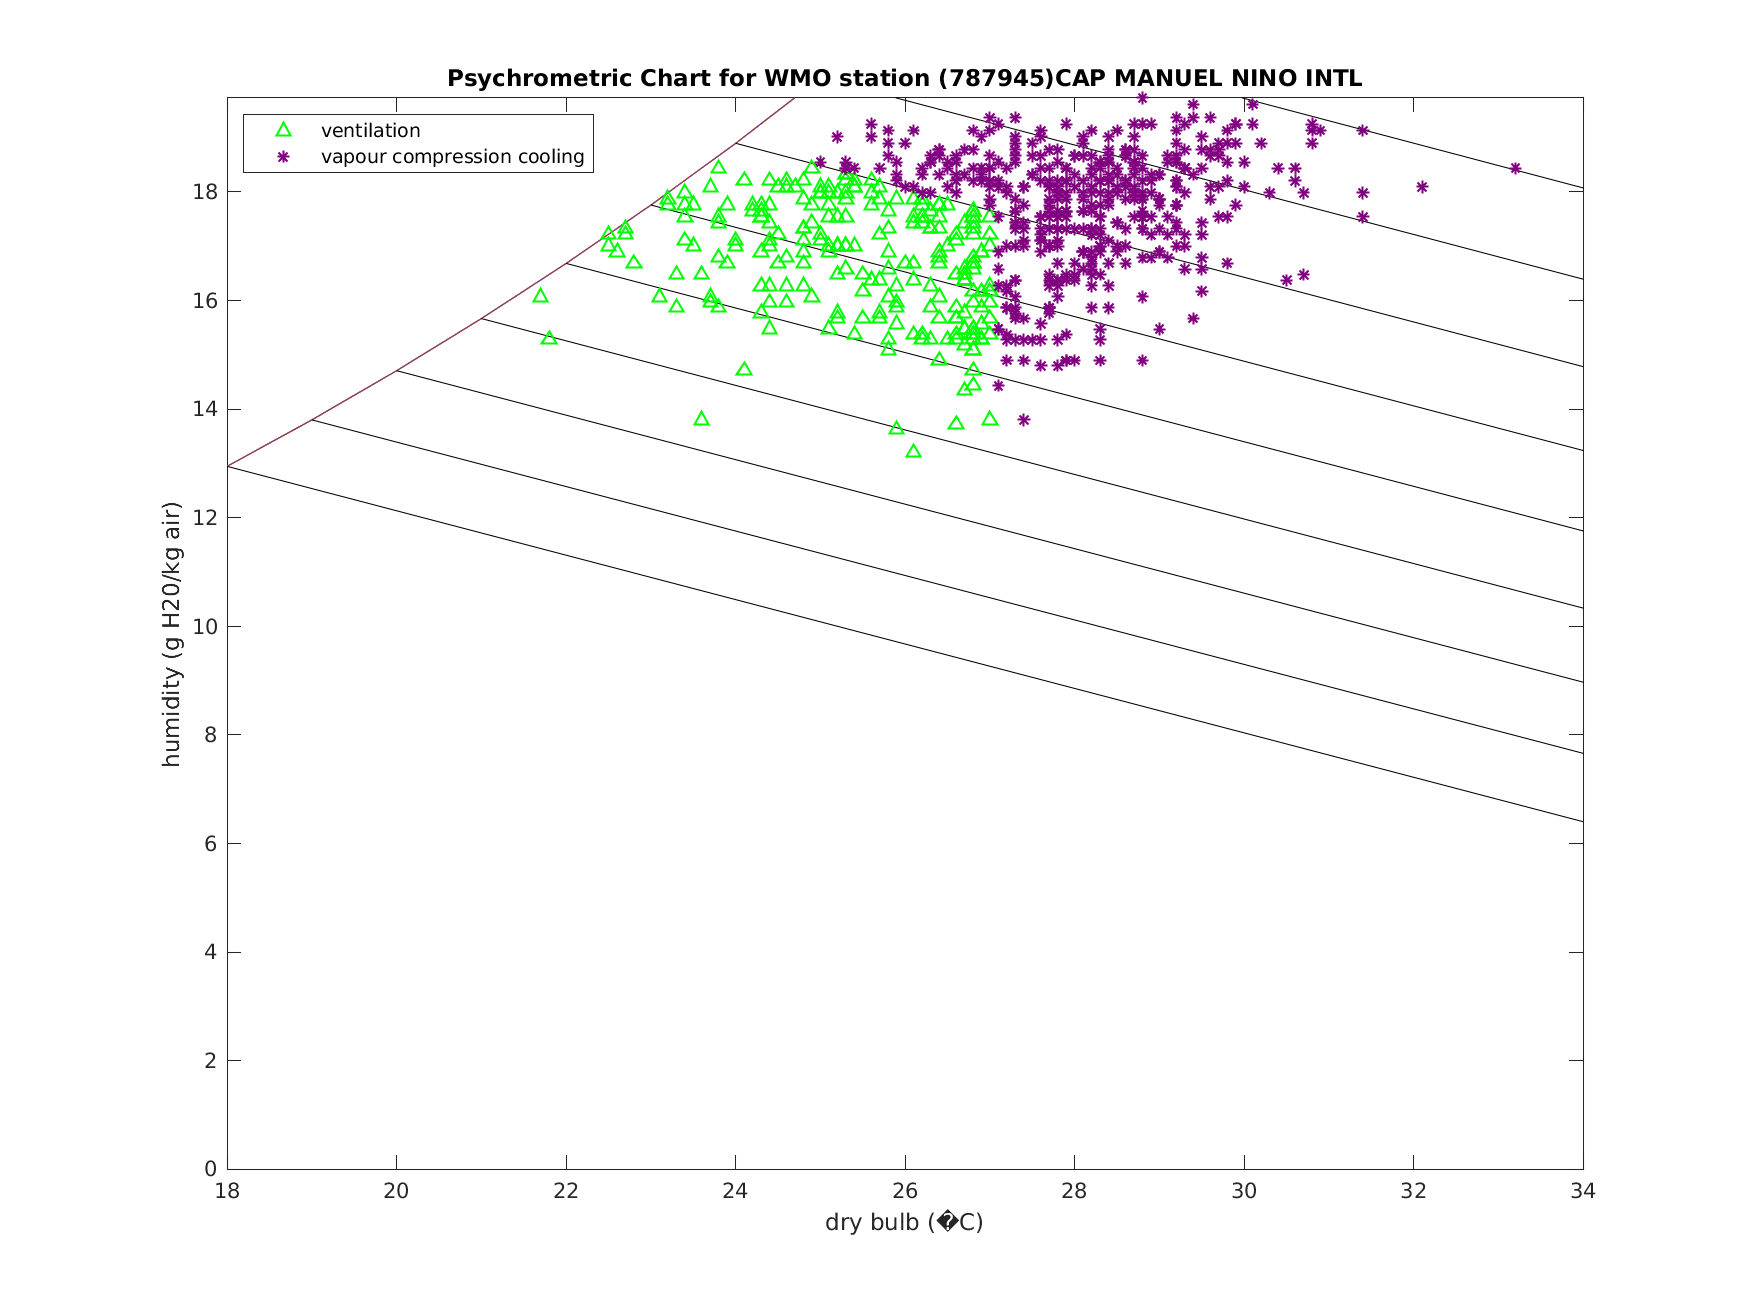 Psychrometric Chart for WMO station (787945)CAP MANUEL NINO INTL
ventilation
vapour compression cooling
humidity (g H20/kg air)
18
16
14
12
10
8
6
4
2
0
18 20 22 24 26 28 30 32 34
dry bulb (�C)